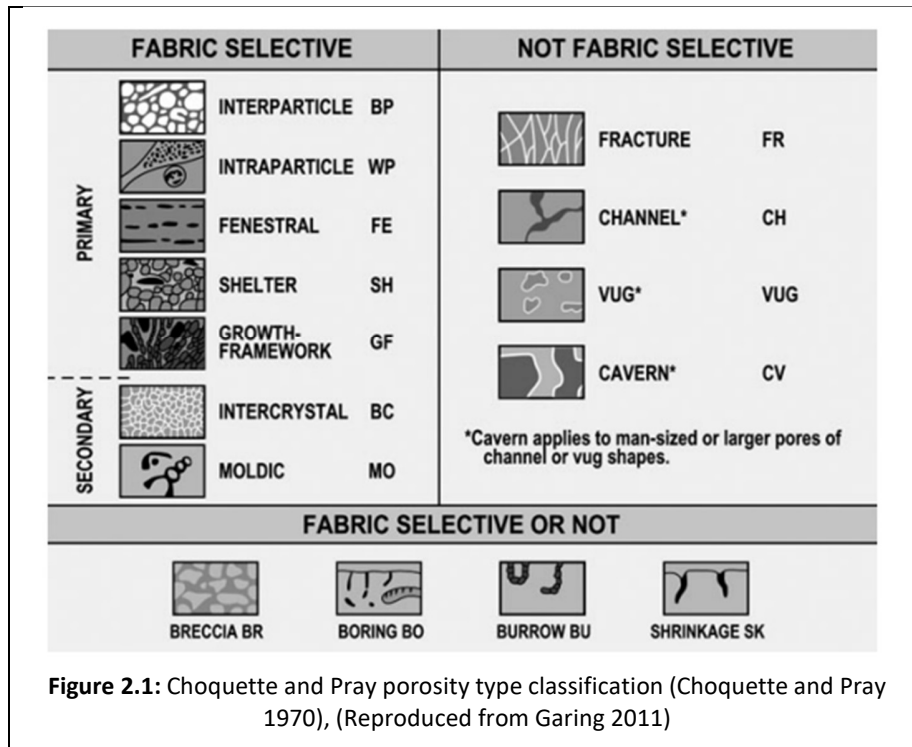 FABRIC SELECTIVE
NOT FABRIC SELECTIVE
PRIMARY
INTERPARTICLE BP
INTRAPARTICLE WP
FENESTRAL FE
SHELTER SH
GROWTH-
FRAMEWORK GF
SECONDARY
INTERCRYSTAL BC
MOLDIC MO
FRACTURE FR
CHANNEL* CH
VUG* VUG
CAVERN* CV
*Cavern applies to man-sized or larger pores of
channel or vug shapes.
FABRIC SELECTIVE OR NOT
BRECCIA BR
BORING BO
BURROW BU
SHRINKAGE SK
Figure 2.1: Choquette and Pray porosity type classification (Choquette and Pray
1970), (Reproduced from Garing 2011)